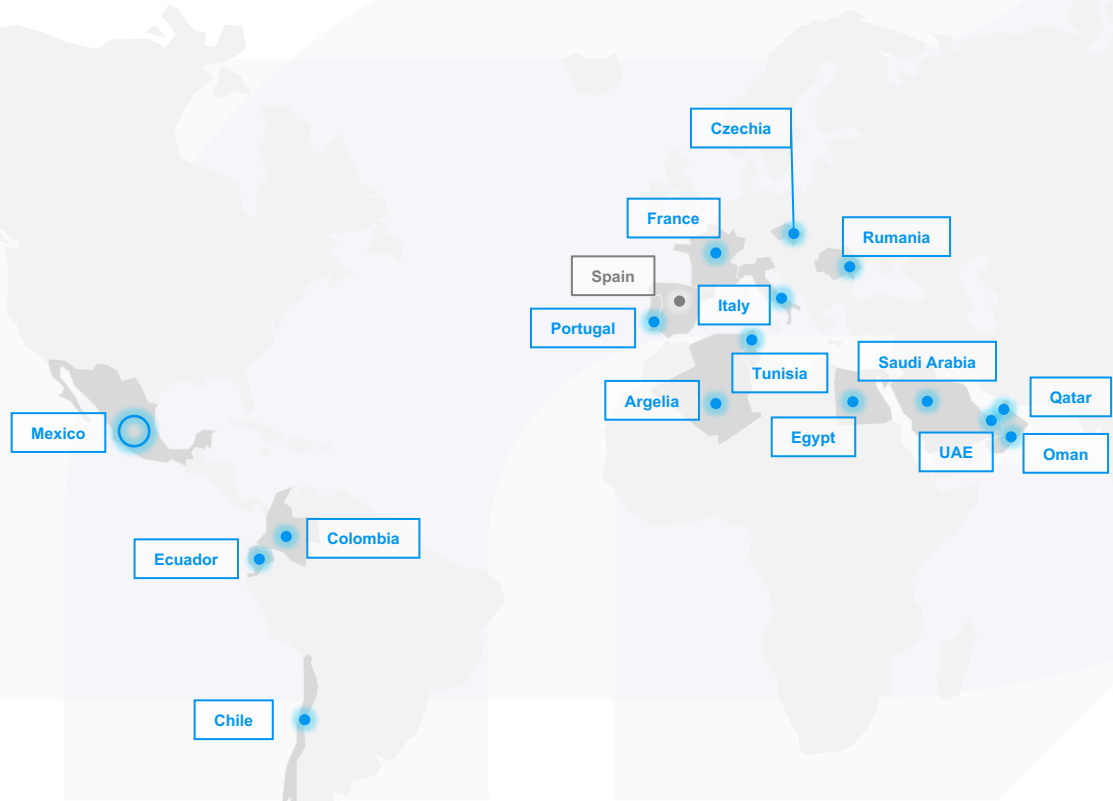 Czechia
France
Rumania
Spain
Italy
Portugal
Saudi Arabia
Tunisia
Qatar
Argelia
Mexico
Egypt
UAE
Oman
Colombia
Ecuador
Chile